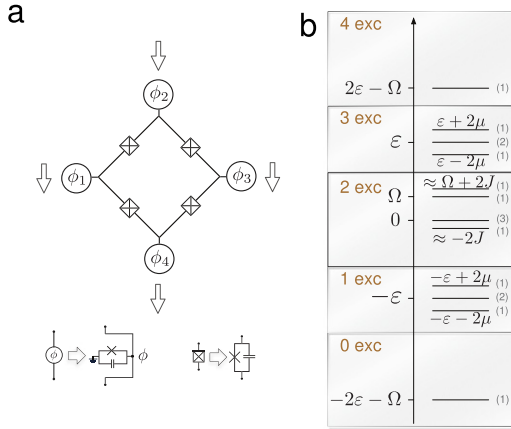 a
b
ϕ₂
ϕ₁
ϕ₃
ϕ₄
ϕ
ϕ
4 exc
2ε − Ω
(1)
3 exc
ε + 2μ
(1)
ε
(2)
ε − 2μ
(1)
2 exc
≈ Ω + 2J
(1)
Ω
(1)
0
(3)
(1)
≈ −2J
1 exc
−ε + 2μ
(1)
−ε
(2)
(1)
−ε − 2μ
0 exc
−2ε − Ω
(1)